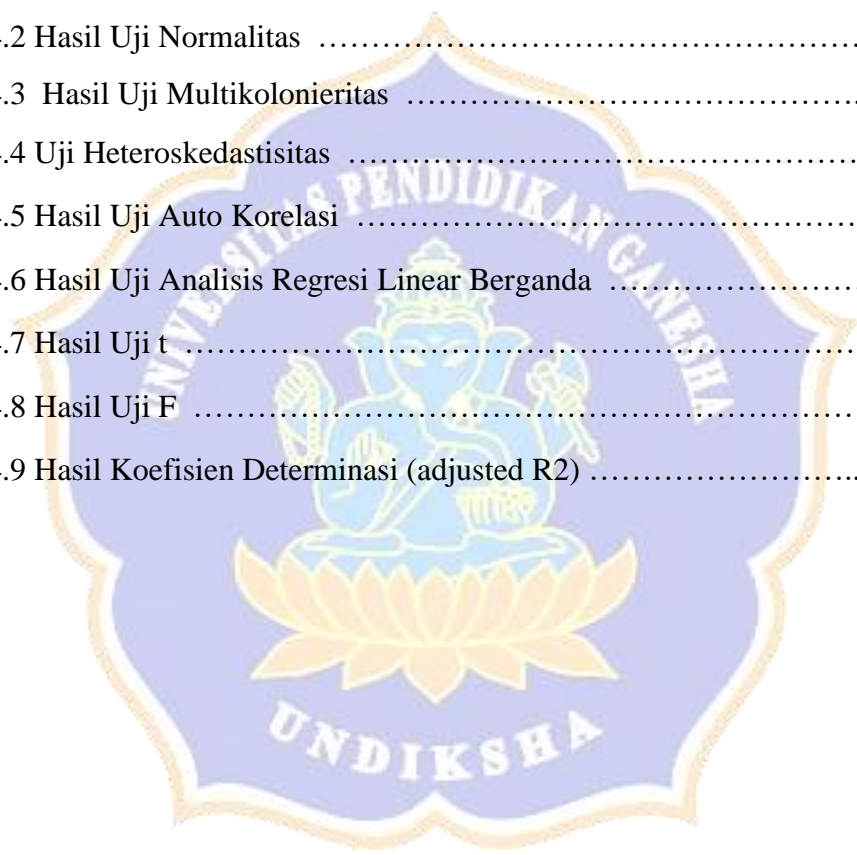 .2 Hasil Uji Normalitas ……………………………………………….
.3 Hasil Uji Multikolonieritas ……………………………………….
.4 Uji Heteroskedastisitas …………………………………………….
.5 Hasil Uji Auto Korelasi …………………………………………….
.6 Hasil Uji Analisis Regresi Linear Berganda …………………….
.7 Hasil Uji t ………………………………………………………….
.8 Hasil Uji F ………………………………………………………….
.9 Hasil Koefisien Determinasi (adjusted R2) ……………………..
UNIVERSITAS PENDIDIKAN GANESHA
UNDIKSHA